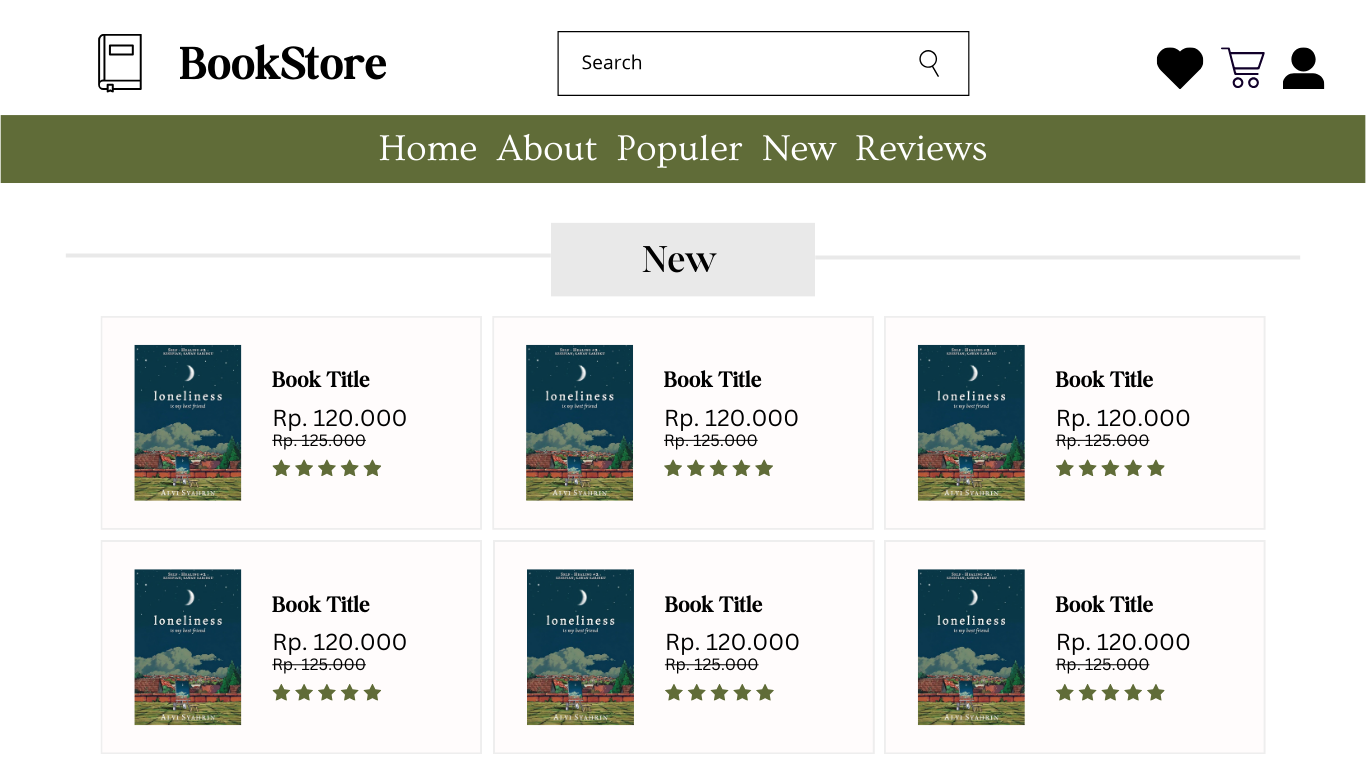 BookStore
Search
Home About Populer New Reviews
New
loneliness
is my best friend
ALVI SYAHRIN
Book Title
Rp. 120.000
Rp. 125.000
loneliness
is my best friend
ALVI SYAHRIN
Book Title
Rp. 120.000
Rp. 125.000
loneliness
is my best friend
ALVI SYAHRIN
Book Title
Rp. 120.000
Rp. 125.000
loneliness
is my best friend
ALVI SYAHRIN
Book Title
Rp. 120.000
Rp. 125.000
loneliness
is my best friend
ALVI SYAHRIN
Book Title
Rp. 120.000
Rp. 125.000
loneliness
is my best friend
ALVI SYAHRIN
Book Title
Rp. 120.000
Rp. 125.000